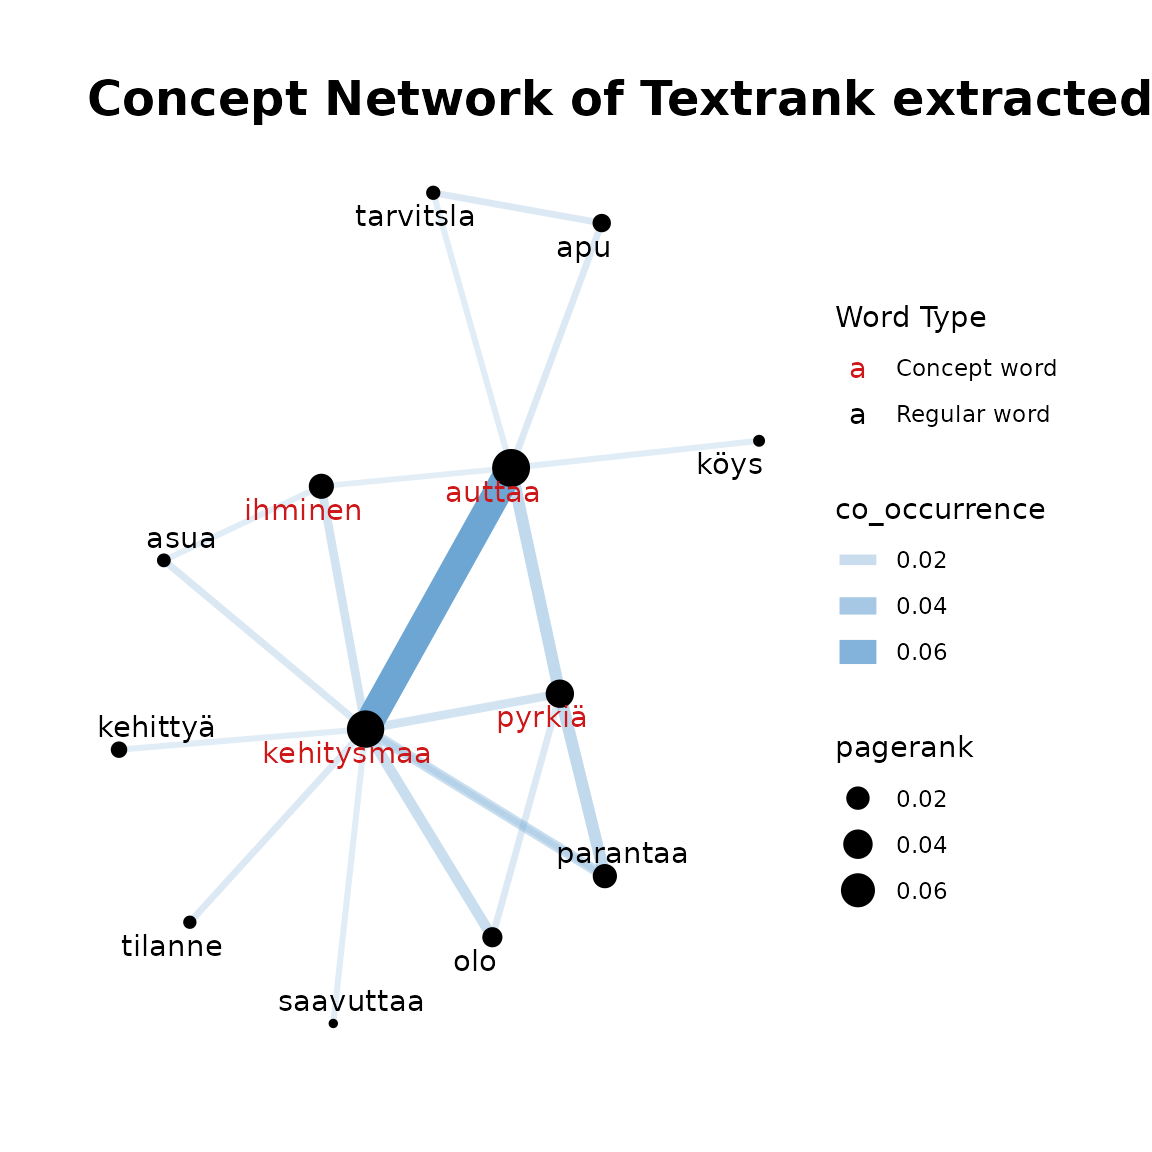 Concept Network of Textrank extracted
tarvitsla
apu
köys
auttaa
ihminen
asua
pyrkiä
kehittyä
kehitysmaa
parantaa
tilanne
olo
saavuttaa
Word Type
a Concept word
a Regular word
co_occurrence
0.02
0.04
0.06
pagerank
0.02
0.04
0.06